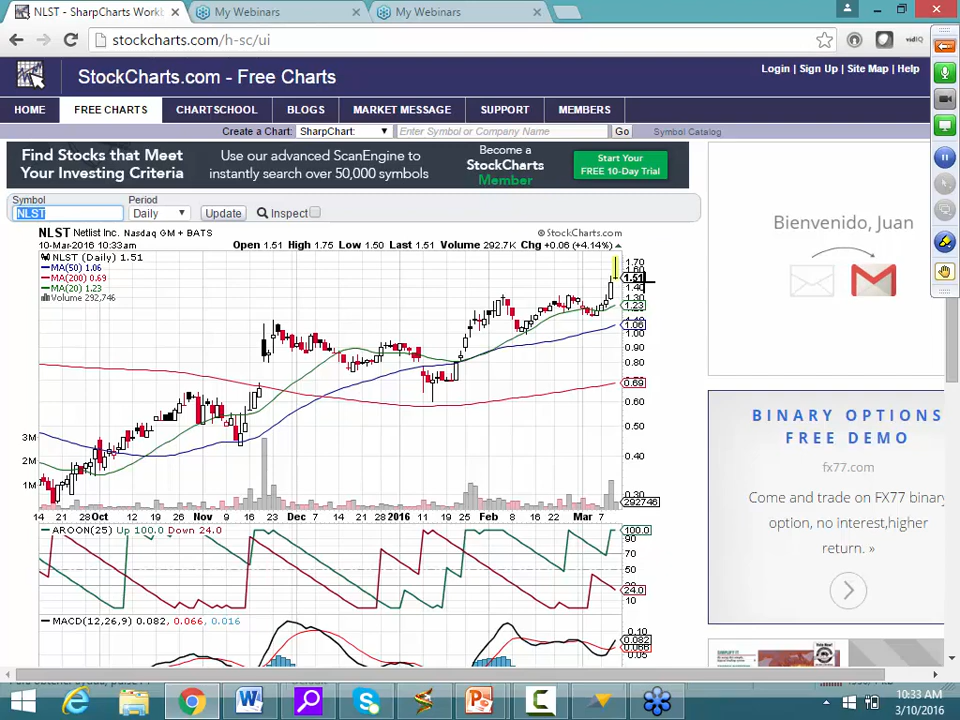 NLST - SharpCharts Workb
My Webinars
My Webinars
stockcharts.com/h-sc/ui
vidIQ
StockCharts.com - Free Charts
Login | Sign Up | Site Map | Help
HOME
FREE CHARTS
CHARTSCHOOL
BLOGS
MARKET MESSAGE
SUPPORT
MEMBERS
Create a Chart: SharpChart: Enter Symbol or Company Name Go Symbol Catalog
Find Stocks that Meet
Your Investing Criteria
Use our advanced ScanEngine to
instantly search over 50,000 symbols
Become a
StockCharts
Member
Start Your
FREE 10-Day Trial
Symbol
Period
NLST
Daily
Update
Inspect
NLST Netlist Inc. Nasdaq GM + BATS
© StockCharts.com
10-Mar-2016 10:33am
Open 1.51 High 1.75 Low 1.50 Last 1.51 Volume 292.7K Chg +0.06 (+4.14%)
NLST (Daily) 1.51
MA(50) 1.06
MA(200) 0.69
MA(20) 1.23
Volume 292,746
1.70
1.60
1.51
1.40
1.30
1.23
1.06
1.00
0.90
0.80
0.69
0.60
0.50
0.40
0.30
292746
3M
2M
1M
14 21 28 Oct 12 19 26 Nov 9 16 23 Dec 7 14 21 2016 11 19 25 Feb 8 16 22 Mar 7
AROON(25) Up 100.0 Down 24.0
100.0
90
70
50
24.0
10
MACD(12,26,9) 0.082, 0.066, 0.016
0.10
0.082
0.066
0.05
Bienvenido, Juan
BINARY OPTIONS
FREE DEMO
fx77.com
Come and trade on FX77 binary
option, no interest,higher
return. »
10:33 AM
3/10/2016